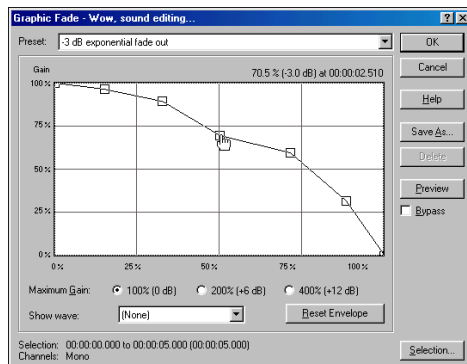 Graphic Fade - Wow, sound editing...
Preset: -3 dB exponential fade out
OK
Gain
70.5 % (-3.0 dB) at 00:00:02.510
Cancel
100 %
Help
75 %
Save As...
50 %
Delete
Preview
25 %
Bypass
0 %
0 % 25 % 50 % 75 % 100 %
Maximum Gain: 100% (0 dB) 200% (+6 dB) 400% (+12 dB)
Show wave: (None) Reset Envelope
Selection: 00:00:00.000 to 00:00:05.000 (00:00:05.000)
Channels: Mono
Selection...